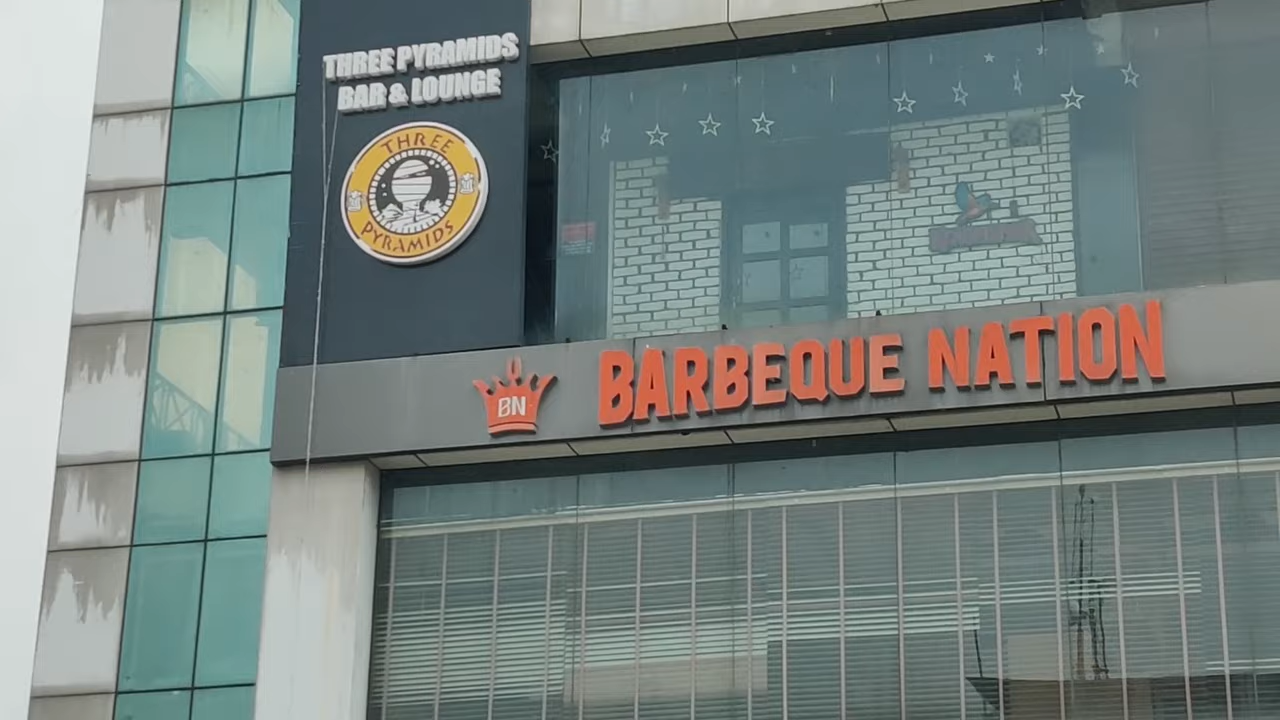 THREE PYRAMIDS
BAR & LOUNGE
THREE
PYRAMIDS
BN
BARBEQUE NATION